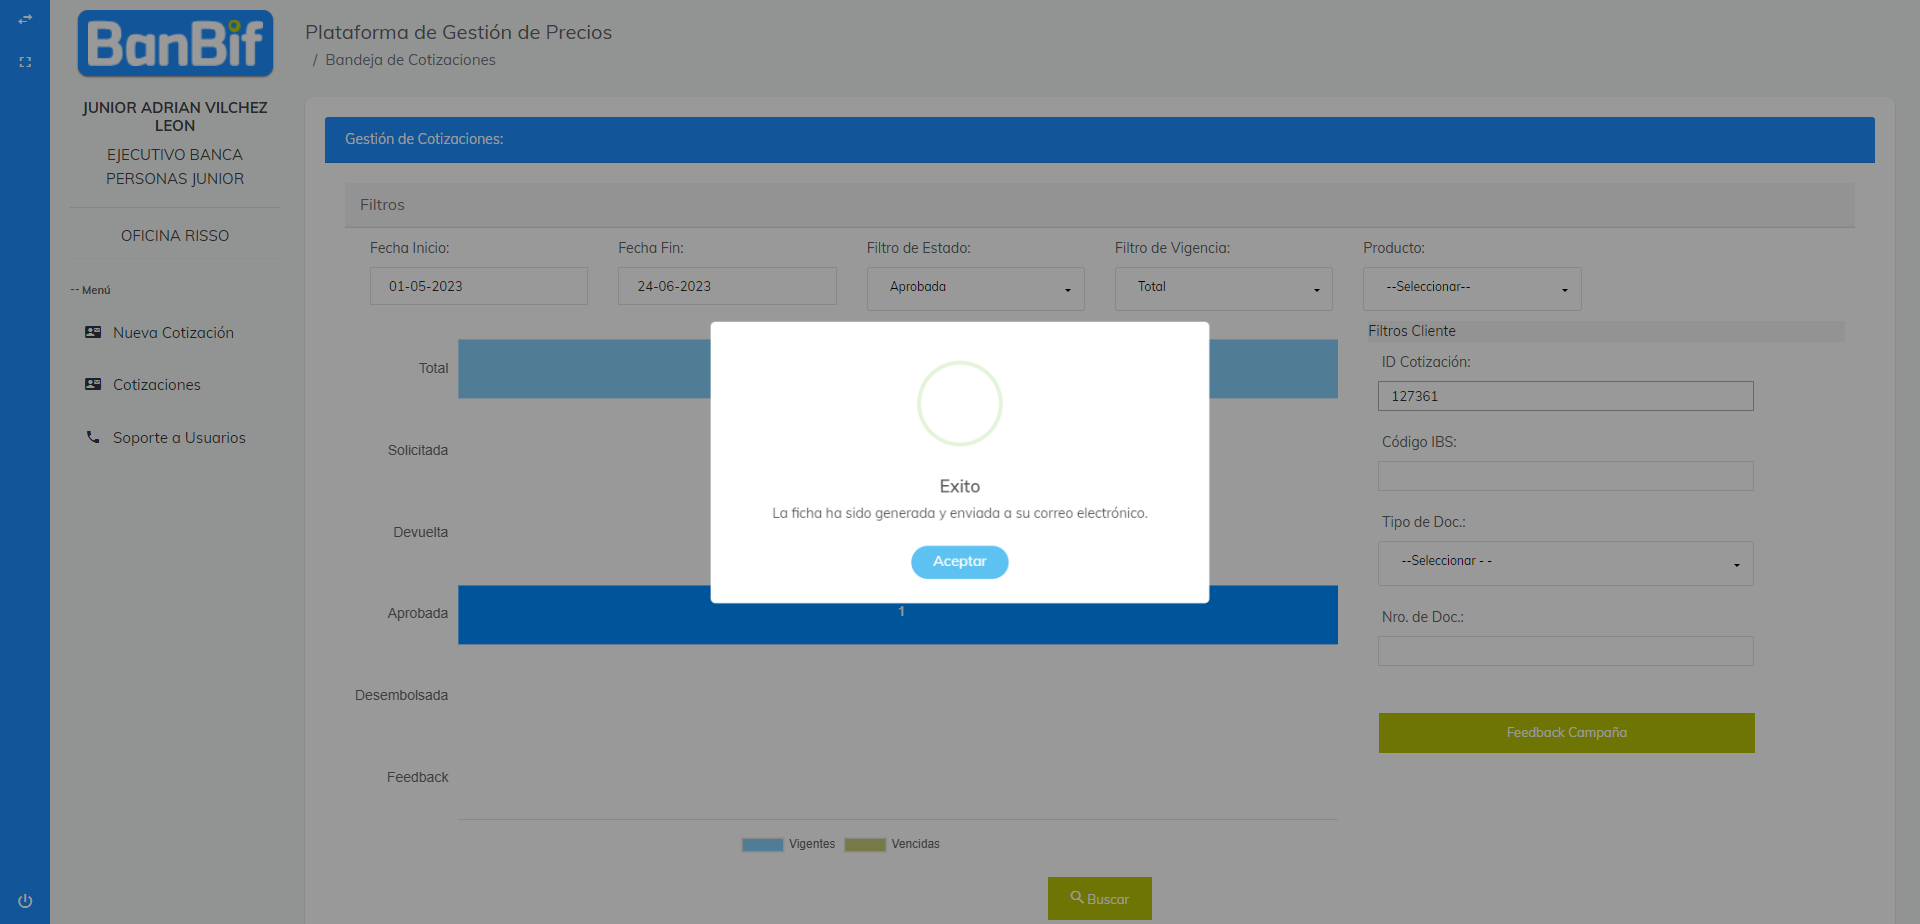 BanBif
JUNIOR ADRIAN VILCHEZ
LEON
EJECUTIVO BANCA
PERSONAS JUNIOR
OFICINA RISSO
-- Menú
Nueva Cotización
Cotizaciones
Soporte a Usuarios
Plataforma de Gestión de Precios
/ Bandeja de Cotizaciones
Gestión de Cotizaciones:
Filtros
Fecha Inicio: Fecha Fin: Filtro de Estado: Filtro de Vigencia: Producto:
01-05-2023 24-06-2023 Aprobada Total --Seleccionar--
Total
Solicitada
Devuelta
Aprobada
1
Desembolsada
Feedback
Vigentes Vencidas
Buscar
Filtros Cliente
ID Cotización:
127361
Código IBS:
Tipo de Doc.:
--Seleccionar - -
Nro. de Doc.:
Feedback Campaña
Exito
La ficha ha sido generada y enviada a su correo electrónico.
Aceptar